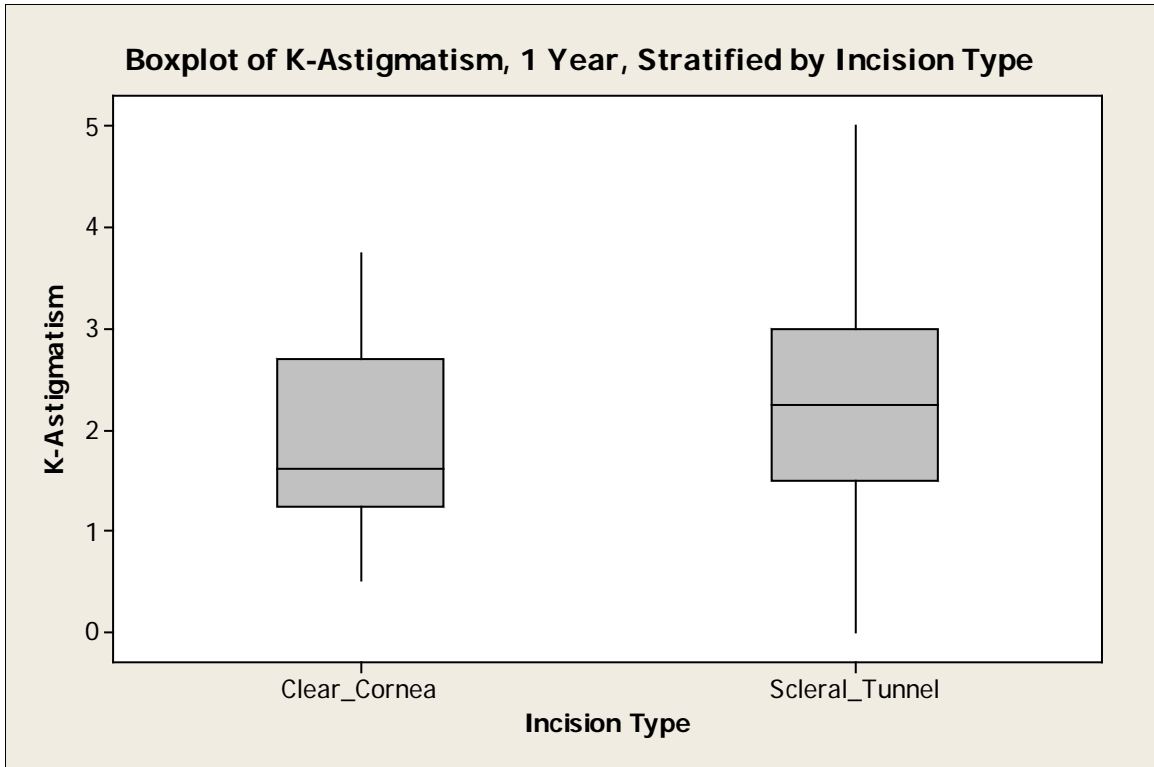 Boxplot of K-Astigmatism, 1 Year, Stratified by Incision Type
K-Astigmatism
5
4
3
2
1
0
Clear_Cornea Scleral_Tunnel
Incision Type